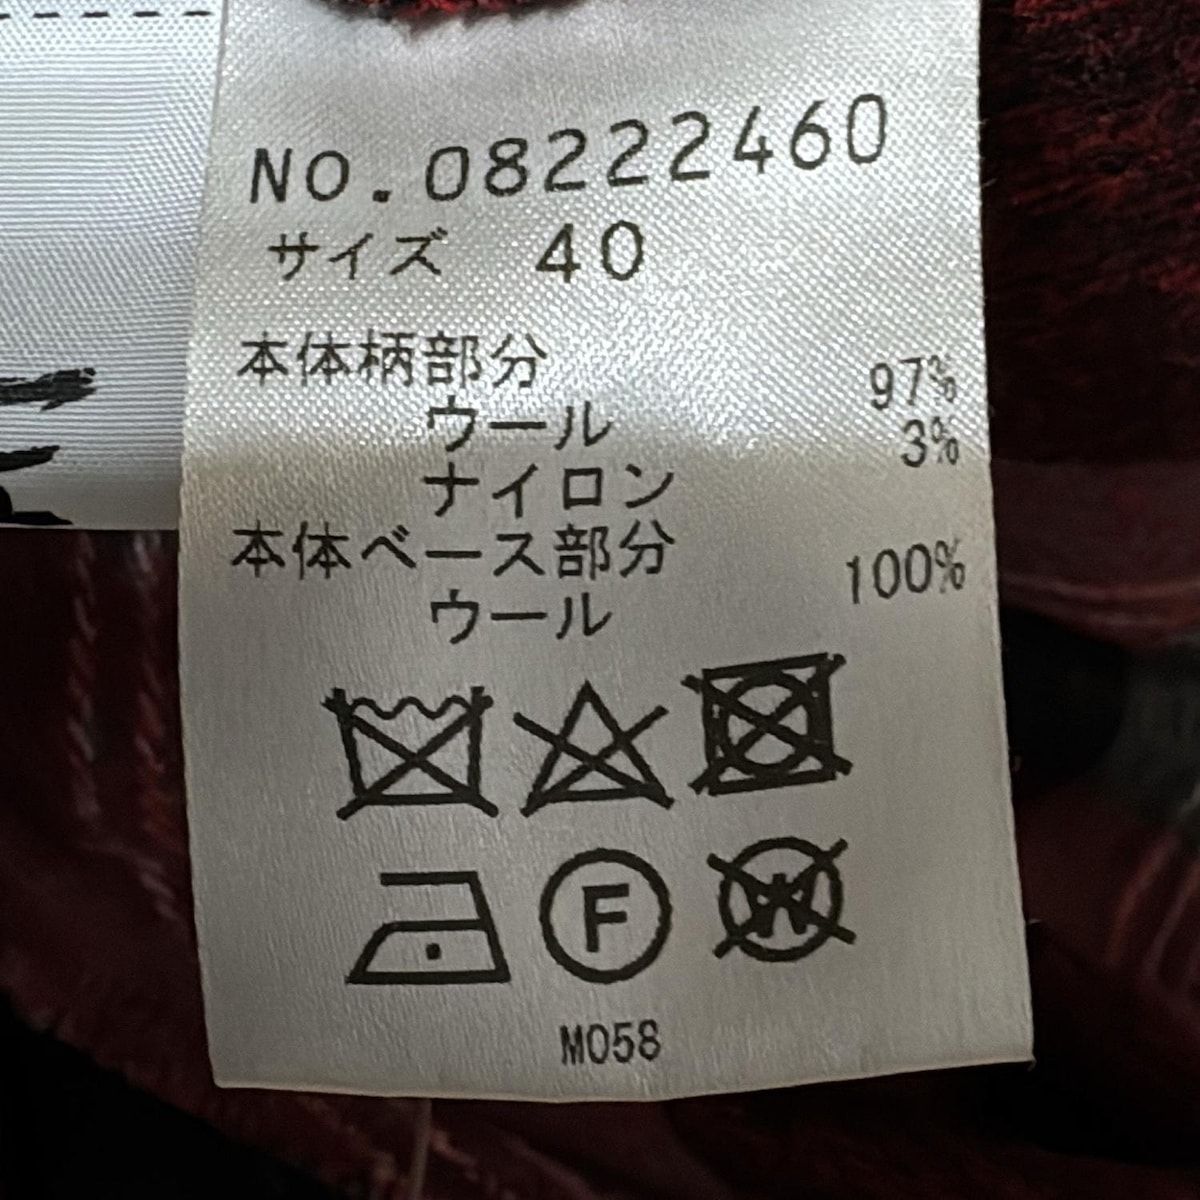 NO.08222460
サイズ 40
本体柄部分
ウール 97%
ナイロン 3%
本体ベース部分
ウール 100%
F
W
M058